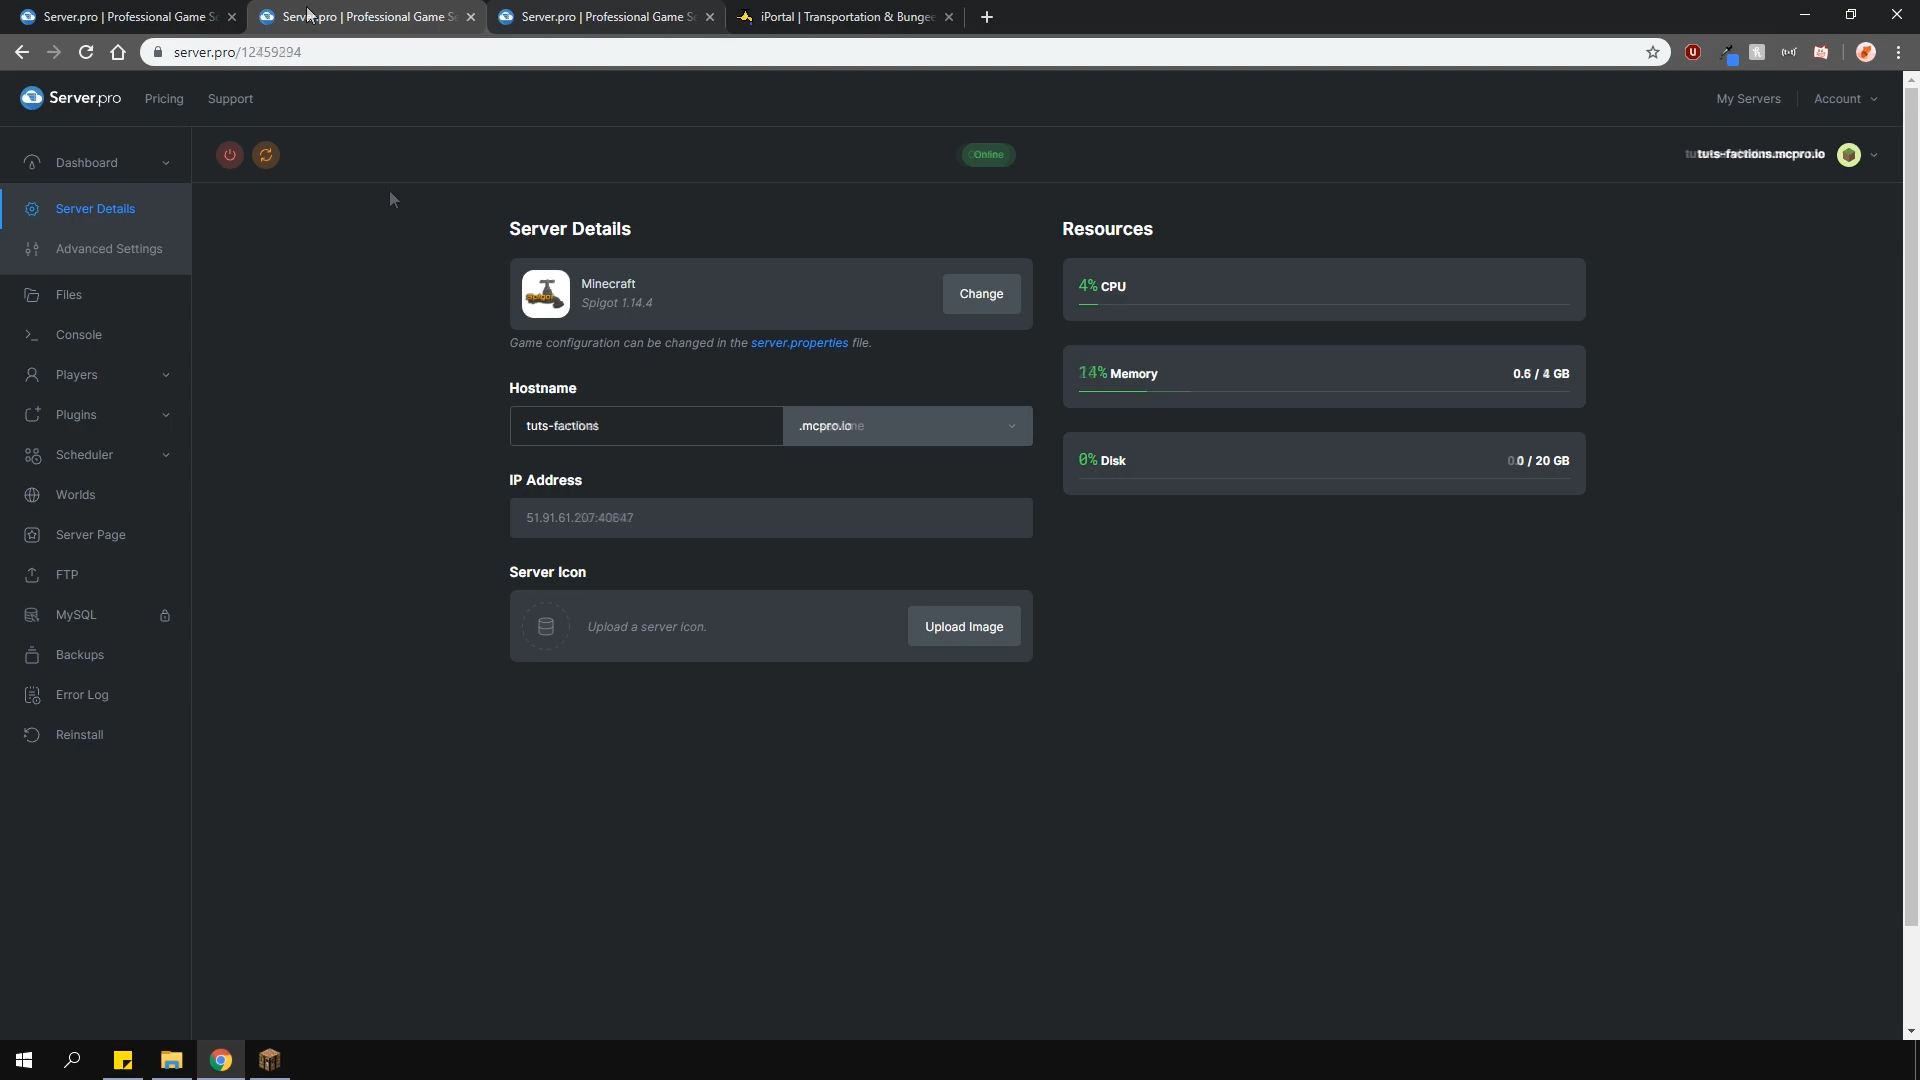 Server.pro | Professional Game Se
Server.pro | Professional Game Se
Server.pro | Professional Game Se
iPortal | Transportation & Bungee
server.pro/12459294
Server.pro
Pricing
Support
My Servers
Account
Dashboard
Online
tuts-factions.mcpro.io
Server Details
Advanced Settings
Files
Console
Players
Plugins
Scheduler
Worlds
Server Page
FTP
MySQL
Backups
Error Log
Reinstall
Server Details
Minecraft
Spigot 1.14.4
Change
Game configuration can be changed in the server.properties file.
Hostname
tuts-factions
.mcpro.io
IP Address
51.91.61.207:40847
Server Icon
Upload a server icon.
Upload Image
Resources
4% CPU
14% Memory
0.6 / 4 GB
0% Disk
0.0 / 20 GB